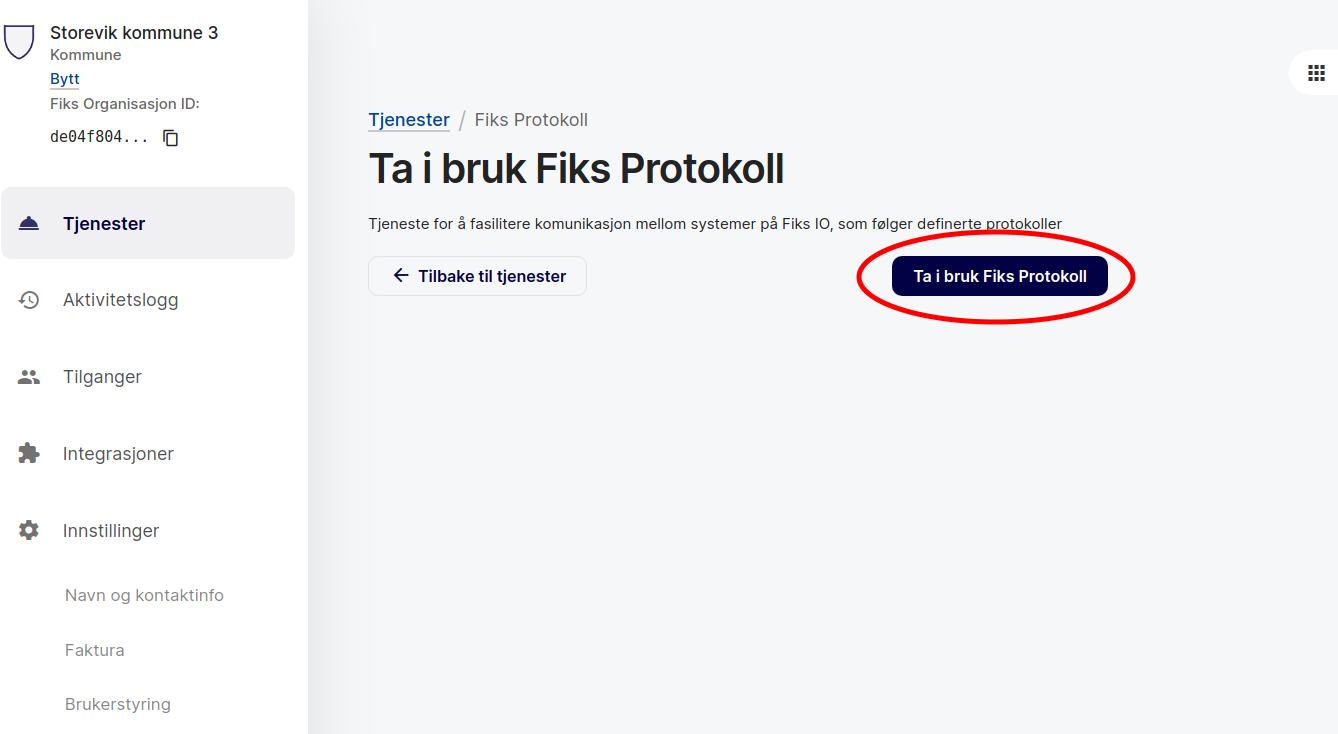 Storevik kommune 3
Kommune
Bytt
Fiks Organisasjon ID:
de04f804...
Tjenester
Aktivitetslogg
Tilganger
Integrasjoner
Innstillinger
Navn og kontaktinfo
Faktura
Brukerstyring
Tjenester / Fiks Protokoll
Ta i bruk Fiks Protokoll
Tjeneste for å fasilitere komunikasjon mellom systemer på Fiks IO, som følger definerte protokoller
Tilbake til tjenester
Ta i bruk Fiks Protokoll